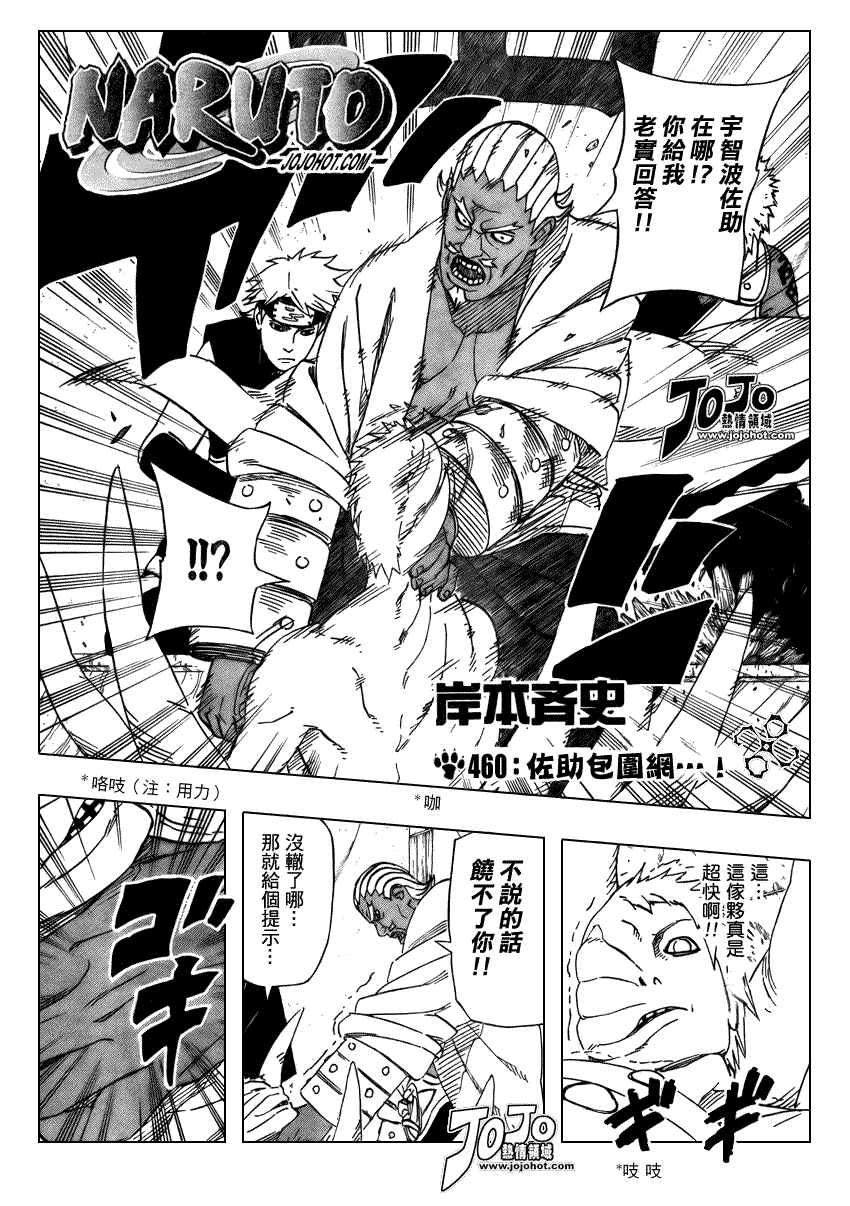 NARUTO
JOJOHOT.COM
宇智波佐助
在哪!?
你給我
老實回答!!
JOJO
熱情領域
www.jojohot.com
!!?
岸本斉史
460：佐助包圍網…！
*咖
*咯吱（注：用力）
這…
這傢夥真是
超快啊!!
ギギ
*吱 吱
不說的話
饒不了你!!
沒轍了哪…
那就給個提示…
JOJO
熱情領域
www.jojohot.com
ゴギ